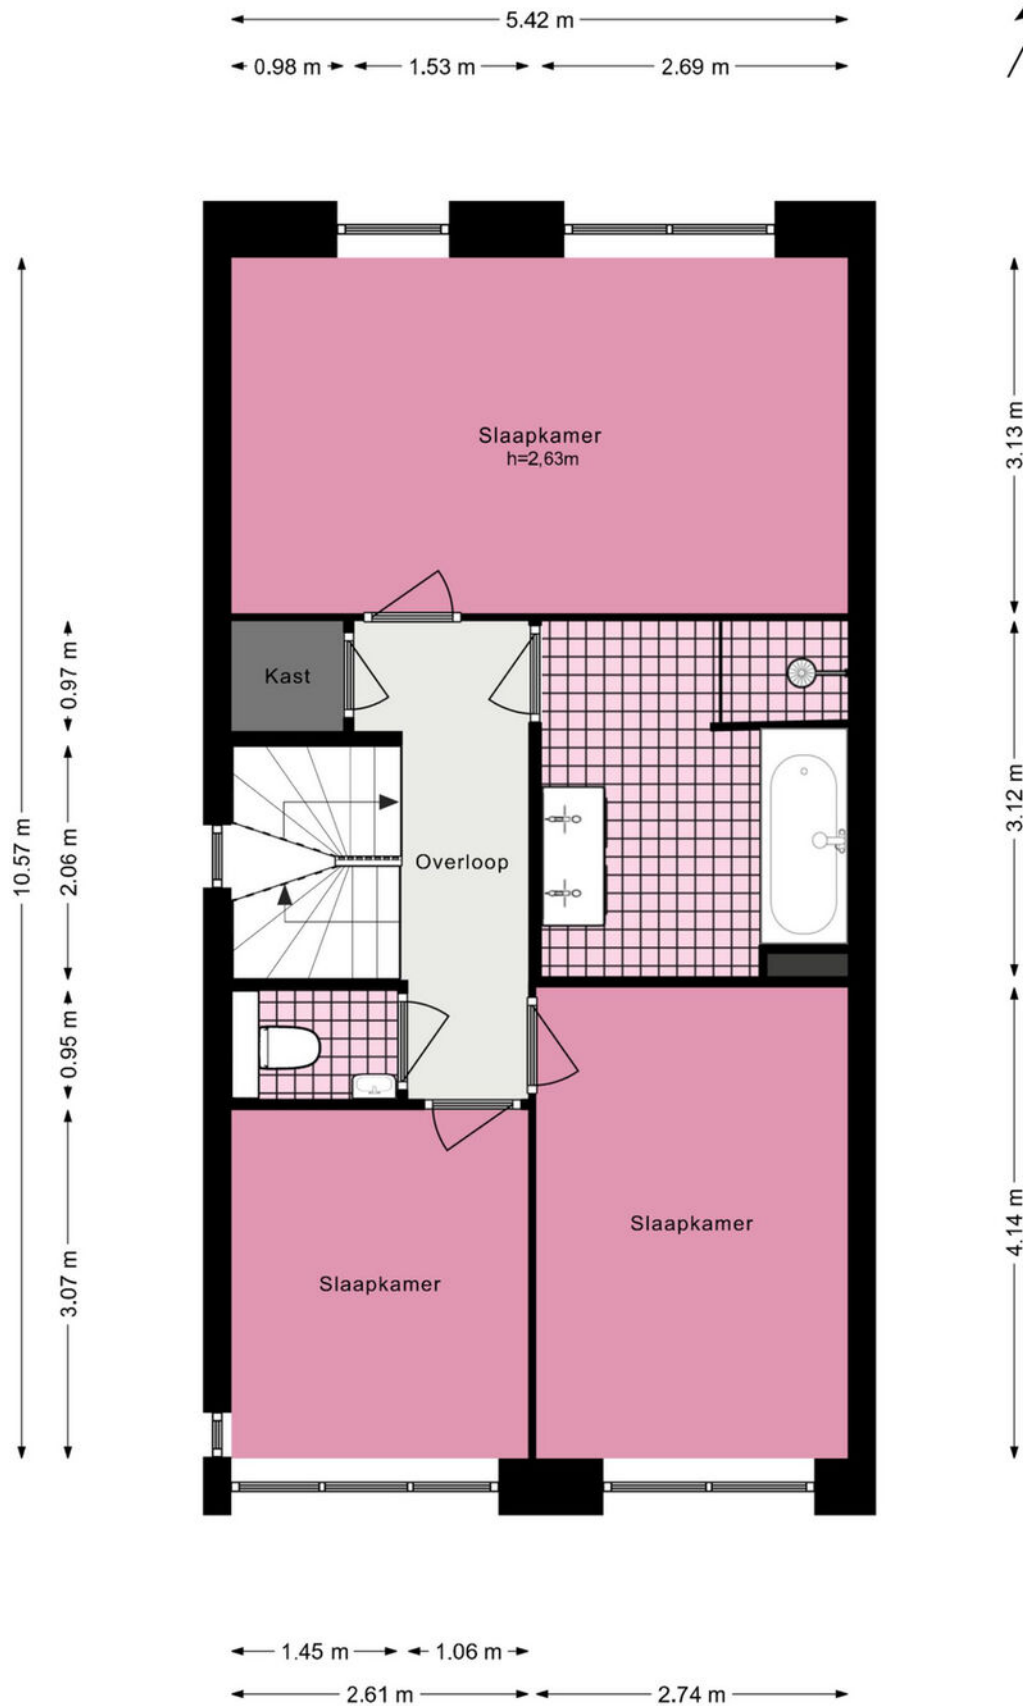 5.42 m
0.98 m
1.53 m
2.69 m
Slaapkamer
h=2,63m
3.13 m
Kast
0.97 m
10.57 m
2.06 m
Overloop
3.12 m
0.95 m
Slaapkamer
4.14 m
Slaapkamer
3.07 m
1.45 m
1.06 m
2.61 m
2.74 m